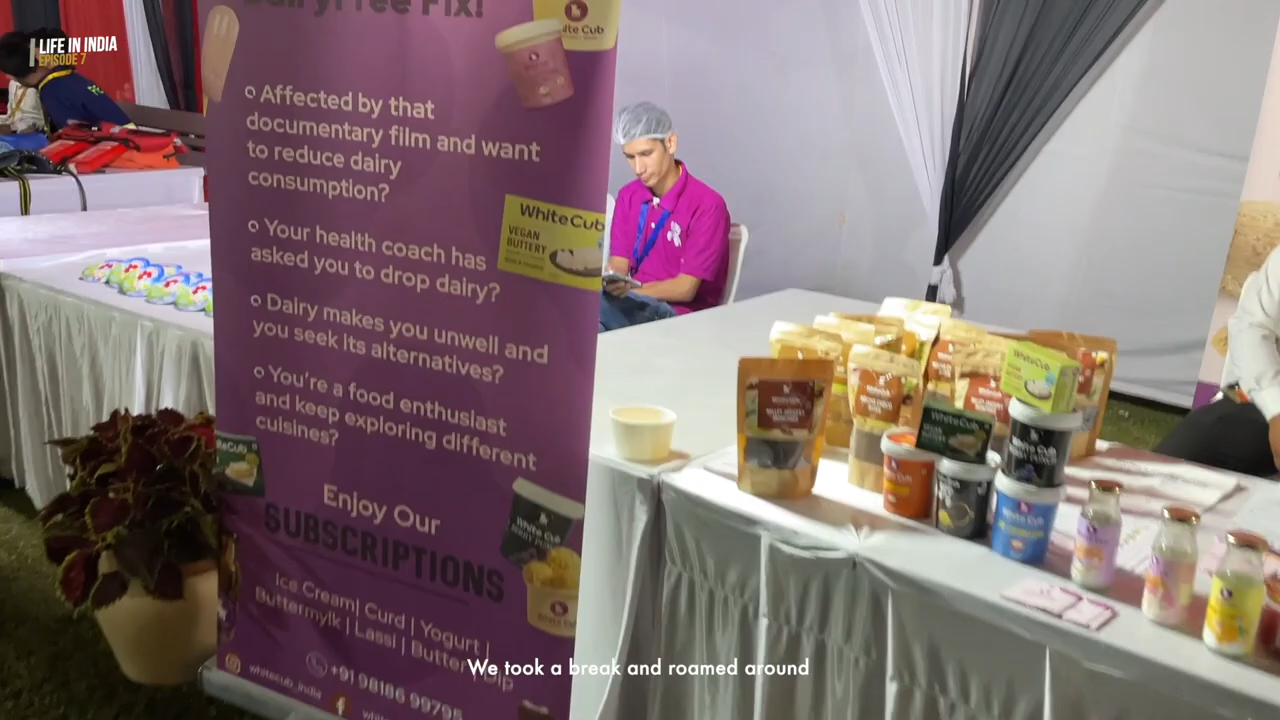 LIFE IN INDIA
EPISODE 7
DairyFree Fix!
White Cub
Affected by that
documentary film and want
to reduce dairy
consumption?
WhiteCub
VEGAN
BUTTERY
Your health coach has
asked you to drop dairy?
Dairy makes you unwell and
you seek its alternatives?
You're a food enthusiast
and keep exploring different
cuisines?
Enjoy Our
SUBSCRIPTIONS
Ice Cream| Curd | Yogurt |
Buttermylk | Lassi | Butter
Dip
+91 98186 99795
whitecub_india
WhiteCub
White Cub
White Cub
White Cub
We took a break and roamed around